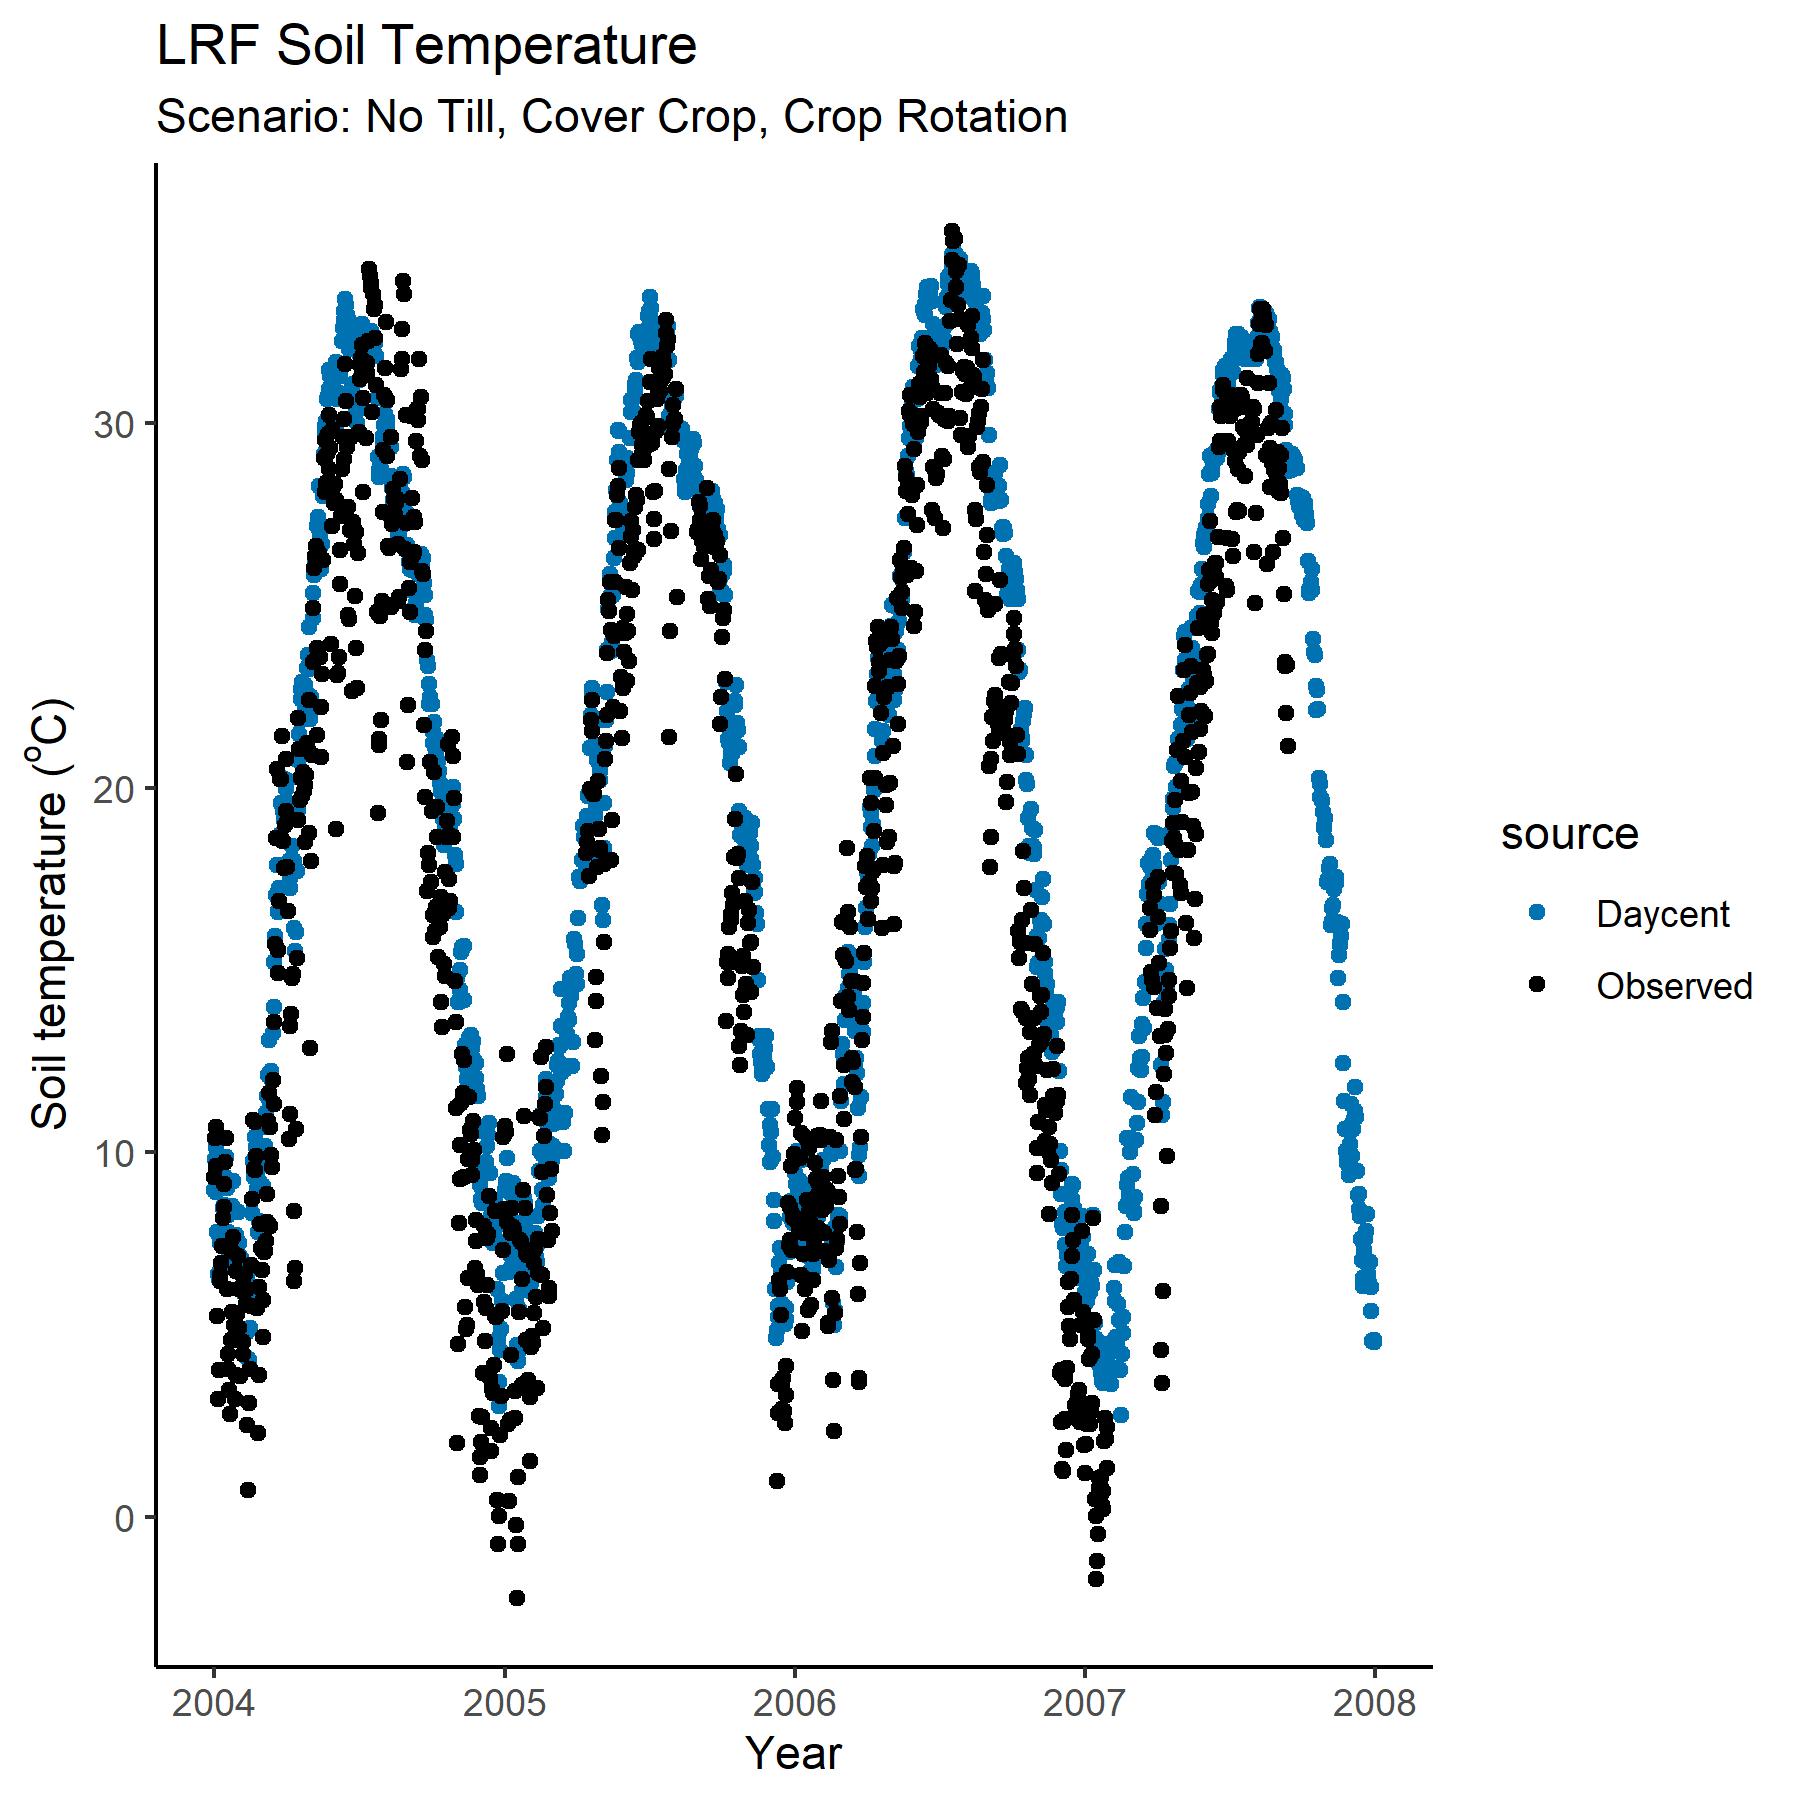 LRF Soil Temperature
Scenario: No Till, Cover Crop, Crop Rotation
Soil temperature (°C)
30
20
10
0
2004 2005 2006 2007 2008
Year
source
Daycent
Observed